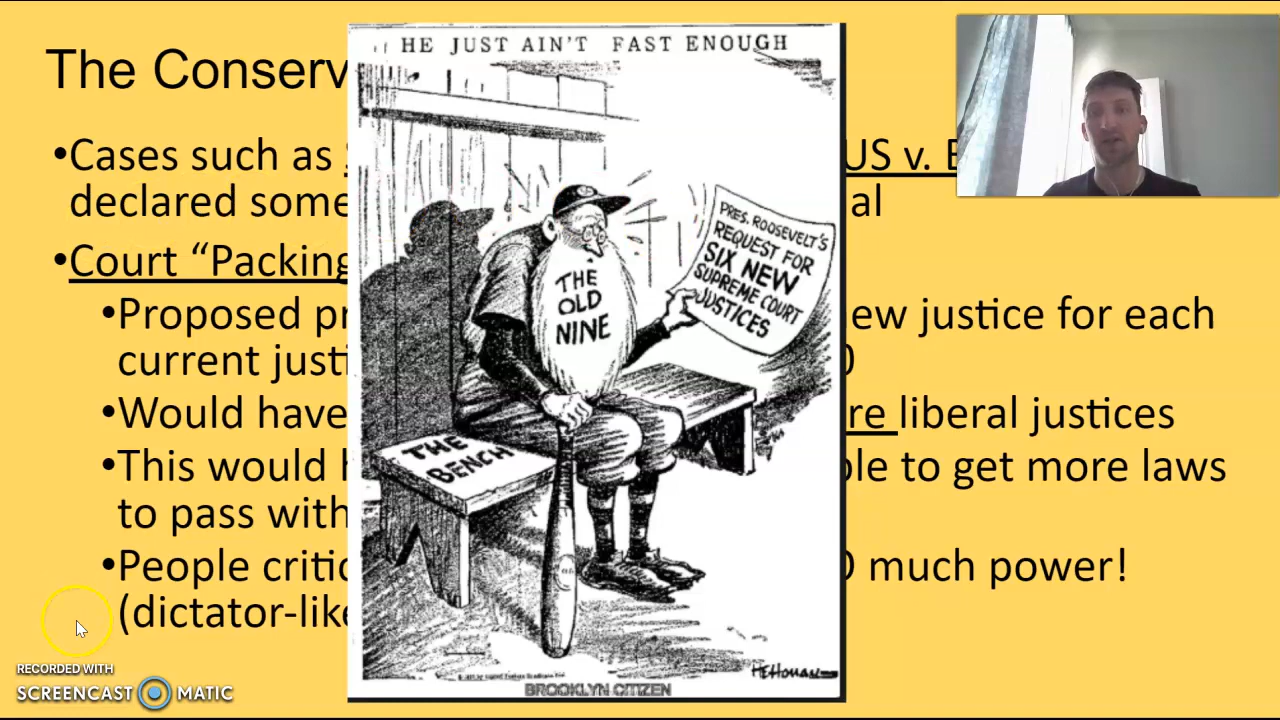 The Conserv
HE JUST AIN'T FAST ENOUGH
•Cases such as US v.
declared some al
•Court “Packing
•Proposed pr ew justice for each
current justi 0
•Would have re liberal justices
•This would ble to get more laws
to pass with
•People critic O much power!
(dictator-like
PRES. ROOSEVELT'S
REQUEST FOR
SIX NEW
SUPREME COURT
JUSTICES
THE
OLD
NINE
THE
BENCH
BROOKLYN CITIZEN
RECORDED WITH
SCREENCAST MATIC